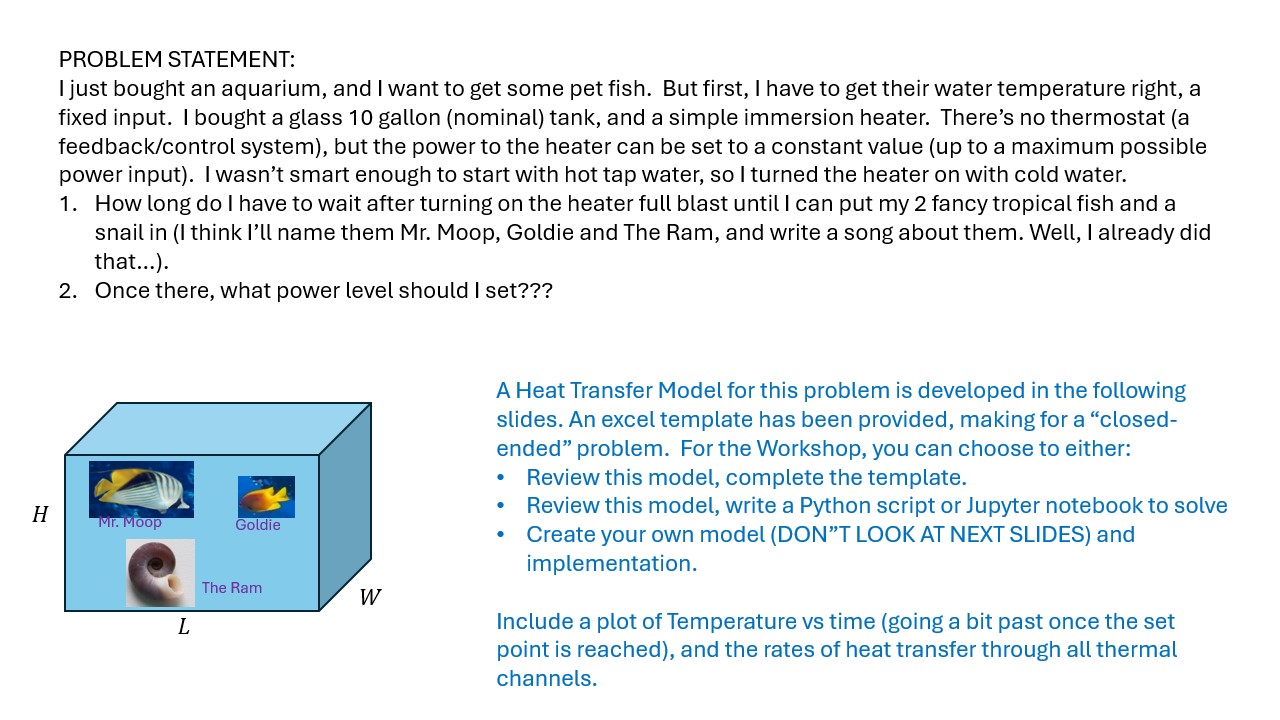 PROBLEM STATEMENT:
I just bought an aquarium, and I want to get some pet fish.  But first, I have to get their water temperature right, a
fixed input.  I bought a glass 10 gallon (nominal) tank, and a simple immersion heater.  There’s no thermostat (a
feedback/control system), but the power to the heater can be set to a constant value (up to a maximum possible
power input).  I wasn’t smart enough to start with hot tap water, so I turned the heater on with cold water.
1. How long do I have to wait after turning on the heater full blast until I can put my 2 fancy tropical fish and a
snail in (I think I’ll name them Mr. Moop, Goldie and The Ram, and write a song about them. Well, I already did
that…).
2. Once there, what power level should I set???
A Heat Transfer Model for this problem is developed in the following
slides. An excel template has been provided, making for a “closed-
ended” problem.  For the Workshop, you can choose to either:
• Review this model, complete the template.
• Review this model, write a Python script or Jupyter notebook to solve
• Create your own model (DON”T LOOK AT NEXT SLIDES) and
implementation.
Include a plot of Temperature vs time (going a bit past once the set
point is reached), and the rates of heat transfer through all thermal
channels.
H
Mr. Moop
Goldie
The Ram
W
L